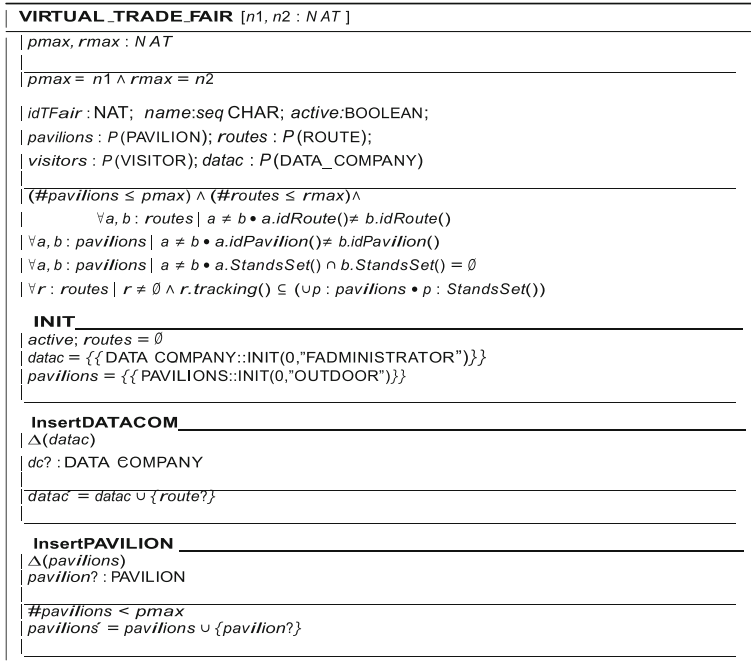 VIRTUAL_TRADE_FAIR [n1, n2 : NAT ]
pmax, rmax : NAT
pmax = n1 ∧ rmax = n2
idTFair : NAT; name:seq CHAR; active:BOOLEAN;
pavilions : P(PAVILION); routes : P(ROUTE);
visitors : P(VISITOR); datac : P(DATA_COMPANY)
(#pavilions ≤ pmax) ∧ (#routes ≤ rmax)∧
∀a, b : routes | a ≠ b • a.idRoute()≠ b.idRoute()
∀a, b : pavilions | a ≠ b • a.idPavilion()≠ b.idPavilion()
∀a, b : pavilions | a ≠ b • a.StandsSet() ∩ b.StandsSet() = ∅
∀r : routes | r ≠ ∅ ∧ r.tracking() ⊆ (∪p : pavilions • p : StandsSet())
INIT
active; routes = ∅
datac = {{DATA COMPANY::INIT(0,"FADMINISTRATOR")}}
pavilions = {{PAVILIONS::INIT(0,"OUTDOOR")}}
InsertDATACOM
Δ(datac)
dc? : DATA COMPANY
datac´ = datac ∪ {route?}
InsertPAVILION
Δ(pavilions)
pavilion? : PAVILION
#pavilions < pmax
pavilions´ = pavilions ∪ {pavilion?}